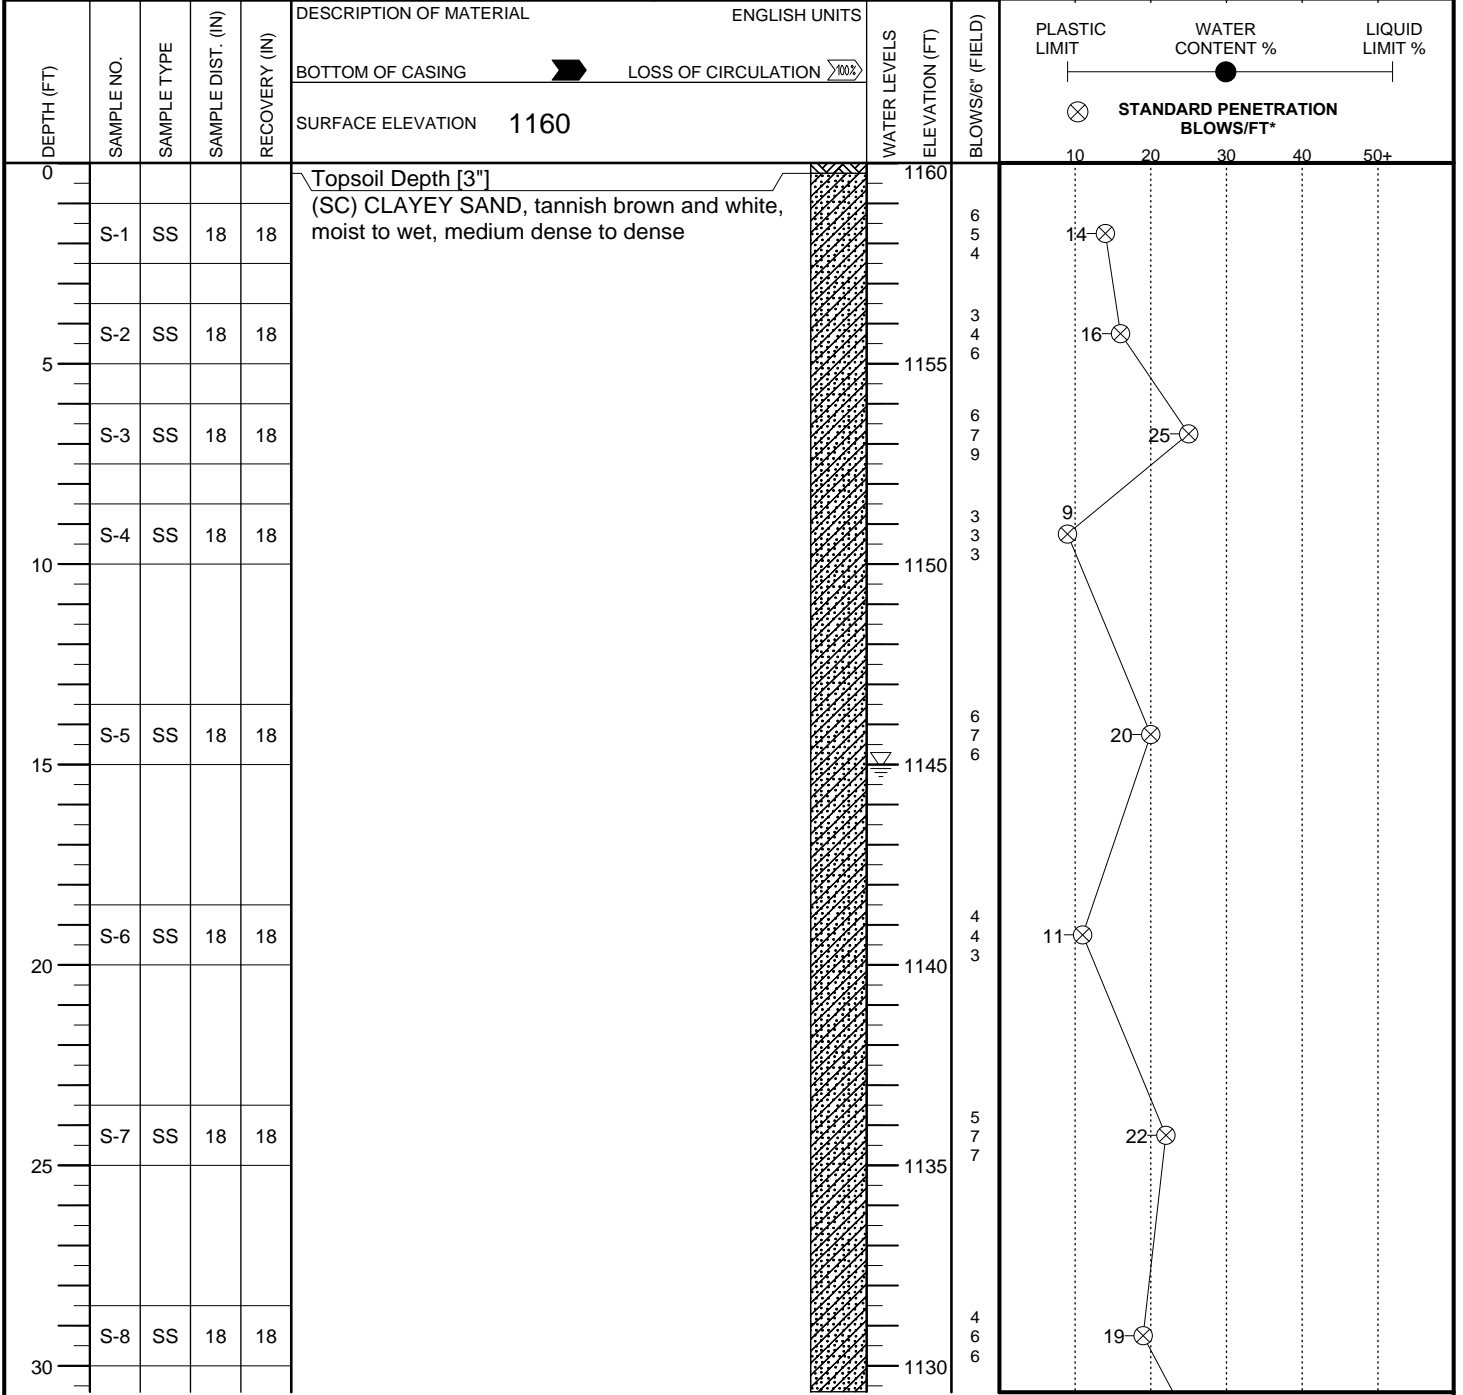 DEPTH (FT)
SAMPLE NO.
SAMPLE TYPE
SAMPLE DIST. (IN)
RECOVERY (IN)
DESCRIPTION OF MATERIAL ENGLISH UNITS
BOTTOM OF CASING LOSS OF CIRCULATION 100%
SURFACE ELEVATION 1160
WATER LEVELS
ELEVATION (FT)
BLOWS/6" (FIELD)
PLASTIC WATER LIQUID
LIMIT CONTENT % LIMIT %
STANDARD PENETRATION
BLOWS/FT*
10 20 30 40 50+
0 1160
Topsoil Depth [3"]
(SC) CLAYEY SAND, tannish brown and white,
moist to wet, medium dense to dense
6
S-1 SS 18 18 5 14
4
3
S-2 SS 18 18 4 16
6
5 1155
6
S-3 SS 18 18 7 25
9
3 9
S-4 SS 18 18 3
3
10 1150
6
S-5 SS 18 18 7 20
6
15 1145
4
S-6 SS 18 18 4 11
3
20 1140
5
S-7 SS 18 18 7 22
7
25 1135
4
S-8 SS 18 18 6 19
6
30 1130